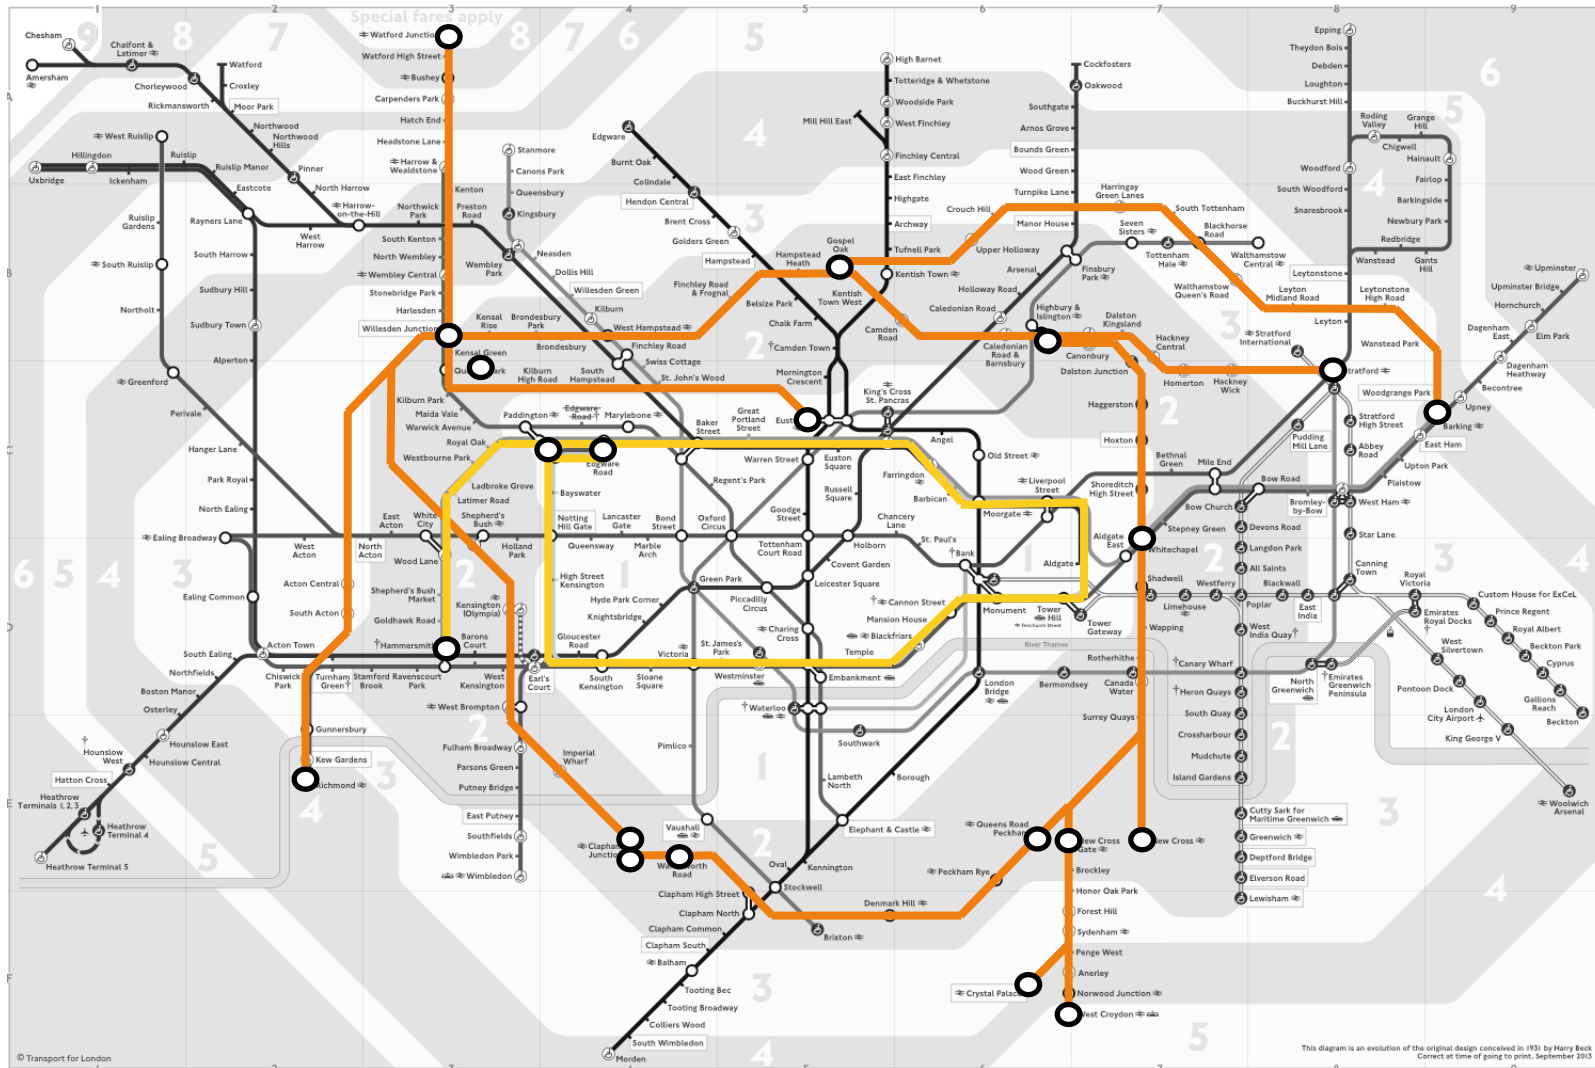 Special fares apply
1
2
3
4
5
6
7
8
9
Chesham
Chalfont &
Latimer
Amersham
Chorleywood
Rickmansworth
Watford
Croxley
Moor Park
Northwood
Northwood
Hills
Pinner
North Harrow
Harrow-
on-the-Hill
West Ruislip
Hillingdon
Ruislip
Ruislip Manor
Eastcote
Uxbridge
Ickenham
Rayners Lane
West
Harrow
Ruislip
Gardens
South Ruislip
Northolt
Greenford
Perivale
Hanger Lane
South Harrow
Sudbury Hill
Sudbury Town
Alperton
Park Royal
North Ealing
Ealing Broadway
West
Acton
North
Acton
East
Acton
Ealing Common
Acton Central
South Acton
South Ealing
Acton Town
Northfields
Boston Manor
Osterley
Hounslow East
Hounslow Central
Hounslow
West
Hatton Cross
Heathrow
Terminals 1, 2, 3
Heathrow
Terminal 4
Heathrow Terminal 5
Watford Junction
Watford High Street
Bushey
Carpenders Park
Hatch End
Headstone Lane
Harrow &
Wealdstone
Kenton
Northwick
Park
Preston
Road
South Kenton
North Wembley
Wembley Central
Stonebridge Park
Harlesden
Willesden Junction
Kensal
Rise
Brondesbury
Park
Brondesbury
Kensal Green
Kilburn Park
Maida Vale
Warwick Avenue
Royal Oak
Westbourne Park
Ladbroke Grove
Latimer Road
White
City
Shepherd's
Bush
Wood Lane
Shepherd's Bush
Market
Goldhawk Road
Hammersmith
Barons
Court
Kensington
(Olympia)
Chiswick
Park
Turnham
Green
Stamford
Brook
Ravenscourt
Park
West
Kensington
Earl's
Court
Gunnersbury
Kew Gardens
Richmond
West Brompton
Fulham Broadway
Parsons Green
Putney Bridge
East Putney
Southfields
Wimbledon Park
Wimbledon
Imperial
Wharf
Clapham
Junction
Road
Stanmore
Canons Park
Queensbury
Kingsbury
Wembley
Park
Neasden
Dollis Hill
Willesden Green
Kilburn
West Hampstead
Finchley Road
Swiss Cottage
St. John's Wood
Kilburn
High Road
South
Hampstead
Edgware
Burnt Oak
Colindale
Hendon Central
Brent Cross
Golders Green
Hampstead
Belsize Park
Chalk Farm
Camden Town
Mornington
Crescent
Finchley Road
& Frognal
Hampstead
Heath
Gospel
Oak
Kentish
Town West
Camden
Road
High Barnet
Totteridge & Whetstone
Woodside Park
West Finchley
Mill Hill East
Finchley Central
East Finchley
Highgate
Archway
Tufnell Park
Kentish Town
Crouch Hill
Upper Holloway
Cockfosters
Oakwood
Southgate
Arnos Grove
Bounds Green
Wood Green
Turnpike Lane
Manor House
Harringay
Green Lanes
South Tottenham
Seven
Sisters
Blackhorse
Road
Tottenham
Hale
Walthamstow
Central
Finsbury
Park
Arsenal
Holloway Road
Caledonian Road
Highbury &
Islington
Caledonian
Road &
Barnsbury
Canonbury
Dalston
Kingsland
Dalston Junction
Hackney
Central
Homerton
Hackney
Wick
Walthamstow
Queen's Road
Leyton
Midland Road
Leytonstone
High Road
Wanstead Park
Woodgrange Park
Stratford
International
Stratford
Epping
Theydon Bois
Debden
Loughton
Buckhurst Hill
Roding
Valley
Grange
Hill
Chigwell
Hainault
Woodford
South Woodford
Snaresbrook
Fairlop
Barkingside
Newbury Park
Redbridge
Wanstead
Gants
Hill
Leytonstone
Leyton
Upminster
Upminster Bridge
Hornchurch
Elm Park
Dagenham
East
Dagenham
Heathway
Becontree
Upney
Barking
East Ham
Upton Park
Plaistow
West Ham
Stratford
High Street
Abbey
Road
Star Lane
Canning
Town
Pudding
Mill Lane
Bow Road
Bow Church
Bromley-
by-Bow
Mile End
Bethnal
Green
Stepney Green
Devons Road
Langdon Park
All Saints
Haggerston
Hoxton
Shoreditch
High Street
Whitechapel
Paddington
Edgware
Road
Marylebone
Edgware
Road
Baker
Street
Great
Portland
Street
Warren Street
Euston
Square
King's Cross
St. Pancras
Angel
Old Street
Farringdon
Barbican
Moorgate
Liverpool
Street
Aldgate
East
Aldgate
Bayswater
Notting
Hill Gate
Lancaster
Gate
Bond
Street
Oxford
Circus
Regent's Park
Goodge
Street
Russell
Square
Tottenham
Court Road
Holborn
Chancery
Lane
St. Paul's
Bank
Holland
Park
Queensway
Marble
Arch
High Street
Kensington
Hyde Park Corner
Knightsbridge
Green Park
Piccadilly
Circus
Leicester Square
Covent Garden
Charing
Cross
Cannon Street
Mansion House
Blackfriars
Temple
Monument
Tower
Hill
Fenchurch Street
Tower
Gateway
Gloucester
Road
South
Kensington
Sloane
Square
Victoria
St. James's
Park
Westminster
Embankment
River Thames
Waterloo
Southwark
London
Bridge
Bermondsey
Canada
Water
Rotherhithe
Wapping
Shadwell
Limehouse
Westferry
Poplar
Blackwall
East
India
West
India Quay
Canary Wharf
Heron Quays
South Quay
Crossharbour
Mudchute
Island Gardens
Cutty Sark for
Maritime Greenwich
Greenwich
Deptford Bridge
Elverson Road
Lewisham
North
Greenwich
Emirates
Greenwich
Peninsula
Royal
Victoria
Emirates
Royal Docks
Custom House for ExCeL
Prince Regent
Royal Albert
Beckton Park
Cyprus
Gallions
Reach
Beckton
West
Silvertown
Pontoon Dock
London
City Airport
King George V
Woolwich
Arsenal
Pimlico
Vauxhall
Lambeth
North
Elephant & Castle
Borough
Kennington
Oval
Stockwell
Clapham High Street
Clapham North
Clapham Common
Clapham South
Balham
Tooting Bec
Tooting Broadway
Colliers Wood
South Wimbledon
Morden
Brixton
Denmark Hill
Peckham Rye
Queens Road
Peckham
Surrey Quays
New Cross
Gate
New Cross
Brockley
Honor Oak Park
Forest Hill
Sydenham
Penge West
Anerley
Norwood Junction
Crystal Palace
West Croydon
© Transport for London
This diagram is an evolution of the original design conceived in 1931 by Harry Beck
Correct at time of going to print, September 2013